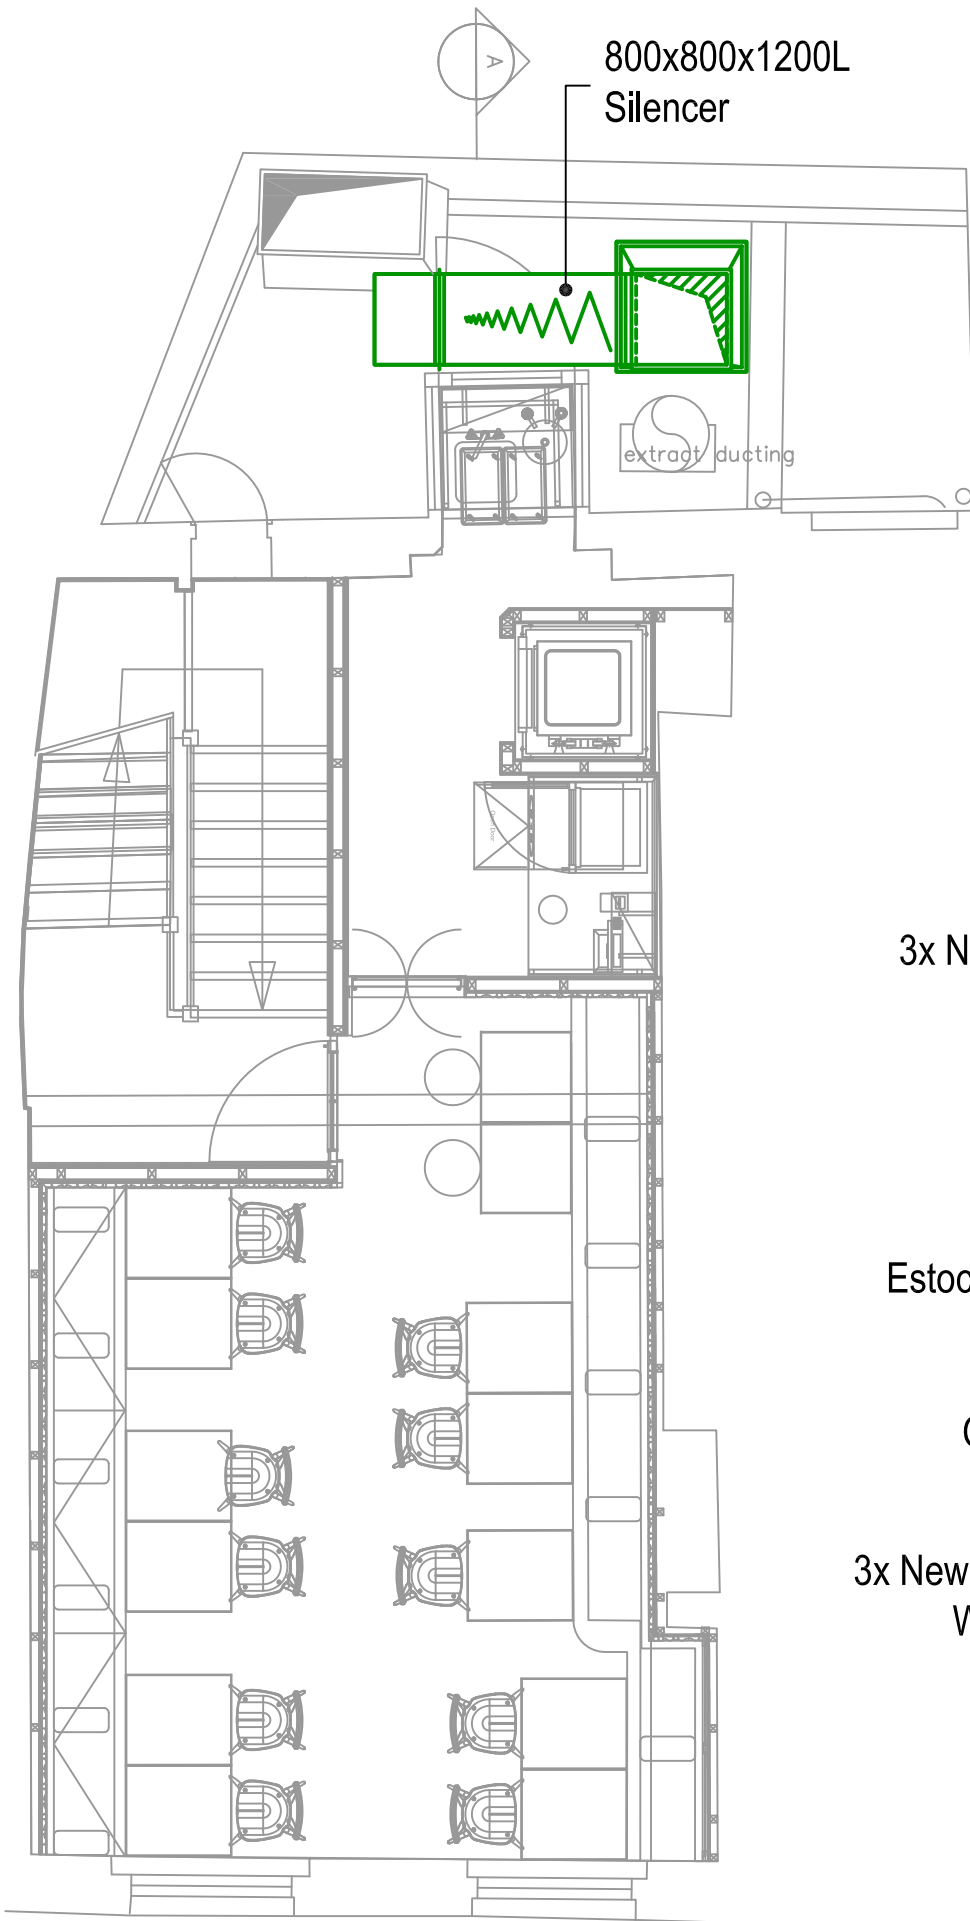 A
800x800x1200L
Silencer
extract ducting
3x N
Estoc
3x New
W